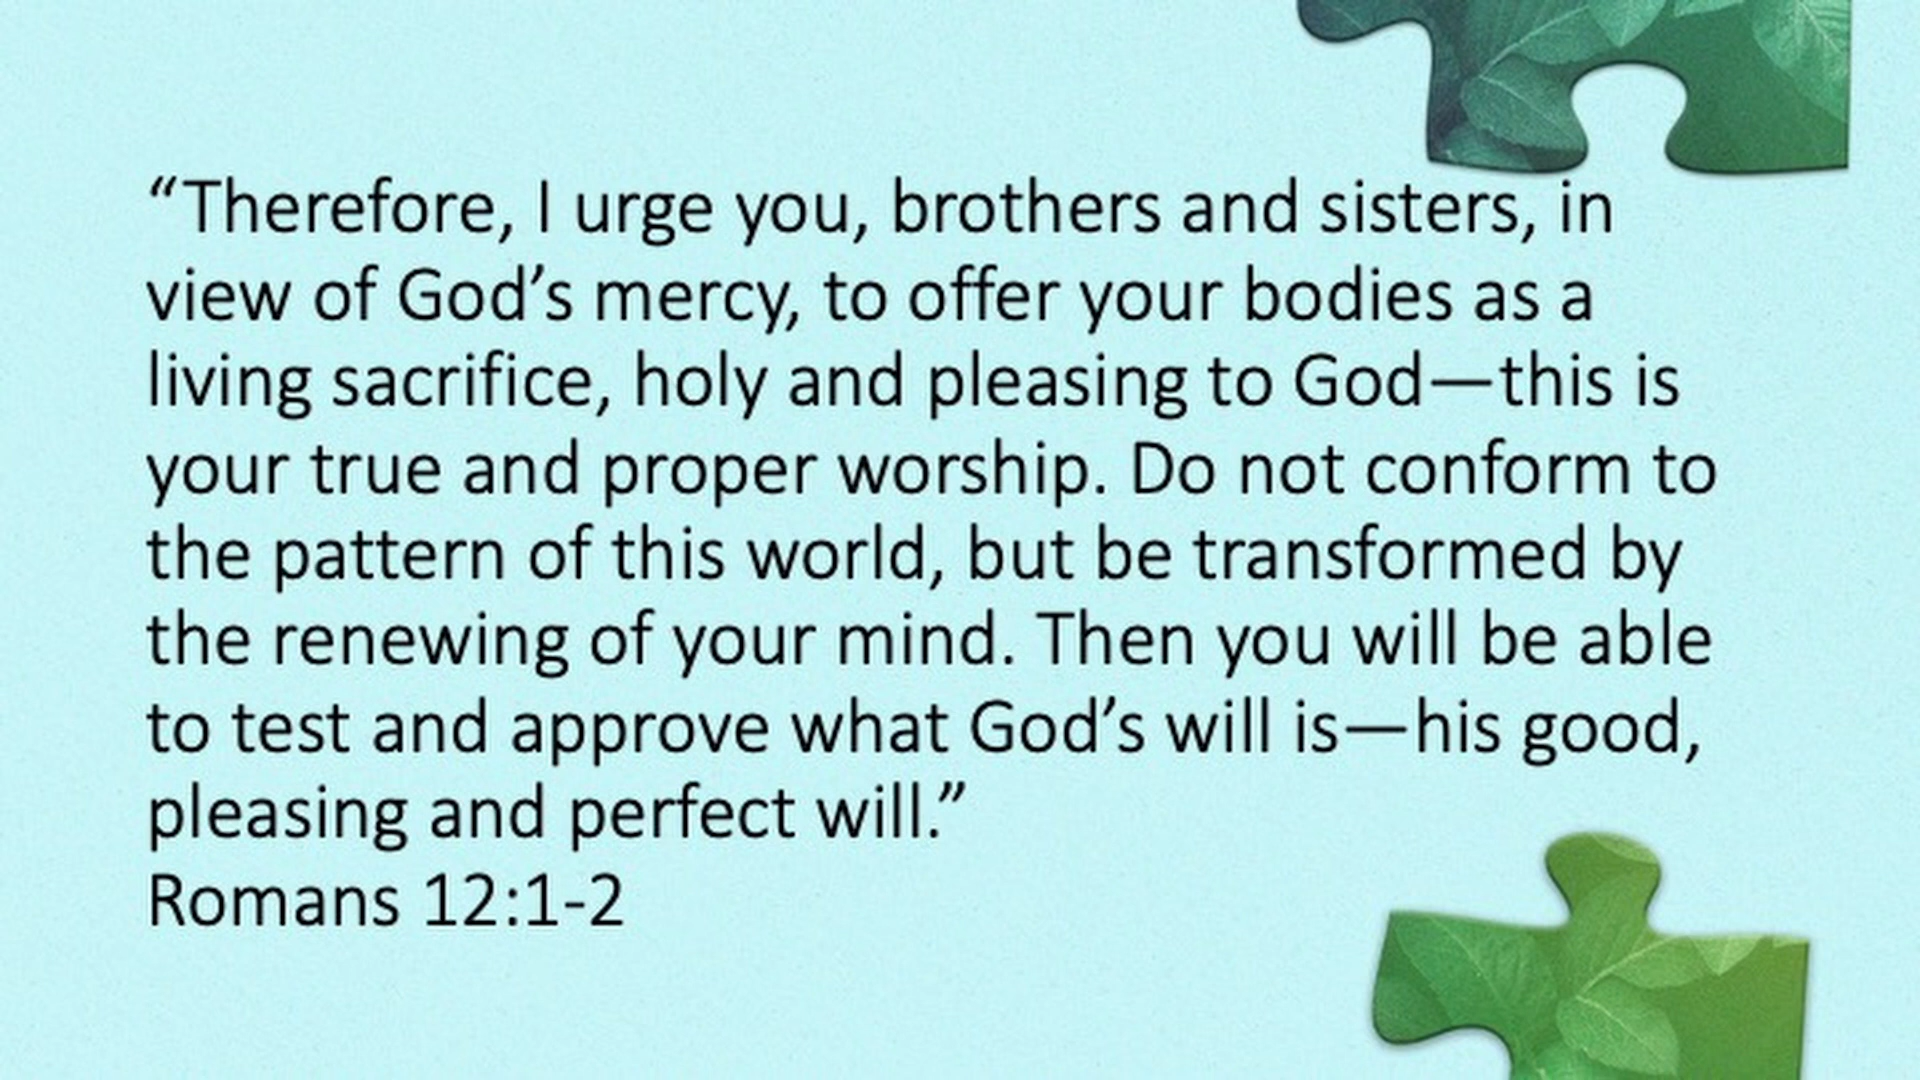 “Therefore, I urge you, brothers and sisters, in
view of God’s mercy, to offer your bodies as a
living sacrifice, holy and pleasing to God—this is
your true and proper worship. Do not conform to
the pattern of this world, but be transformed by
the renewing of your mind. Then you will be able
to test and approve what God’s will is—his good,
pleasing and perfect will.”
Romans 12:1-2